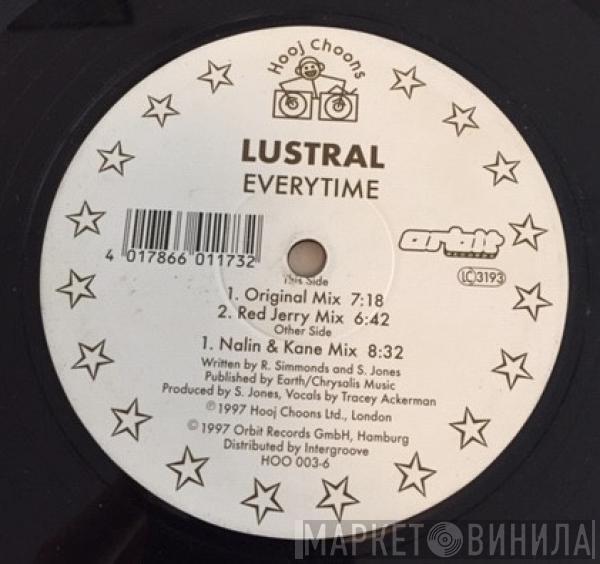 Hooj Choons
LUSTRAL
EVERYTIME
orbit
RECORDS
4 017866 011732
LC 3193
This Side
1. Original Mix 7:18
2. Red Jerry Mix 6:42
Other Side
1. Nalin & Kane Mix 8:32
Written by R. Simmonds and S. Jones
Published by Earth/Chrysalis Music
Produced by S. Jones, Vocals by Tracey Ackerman
℗ 1997 Hooj Choons Ltd., London
© 1997 Orbit Records GmbH, Hamburg
Distributed by Intergroove
HOO 003-6
МАРКЕТ ВИНИЛА